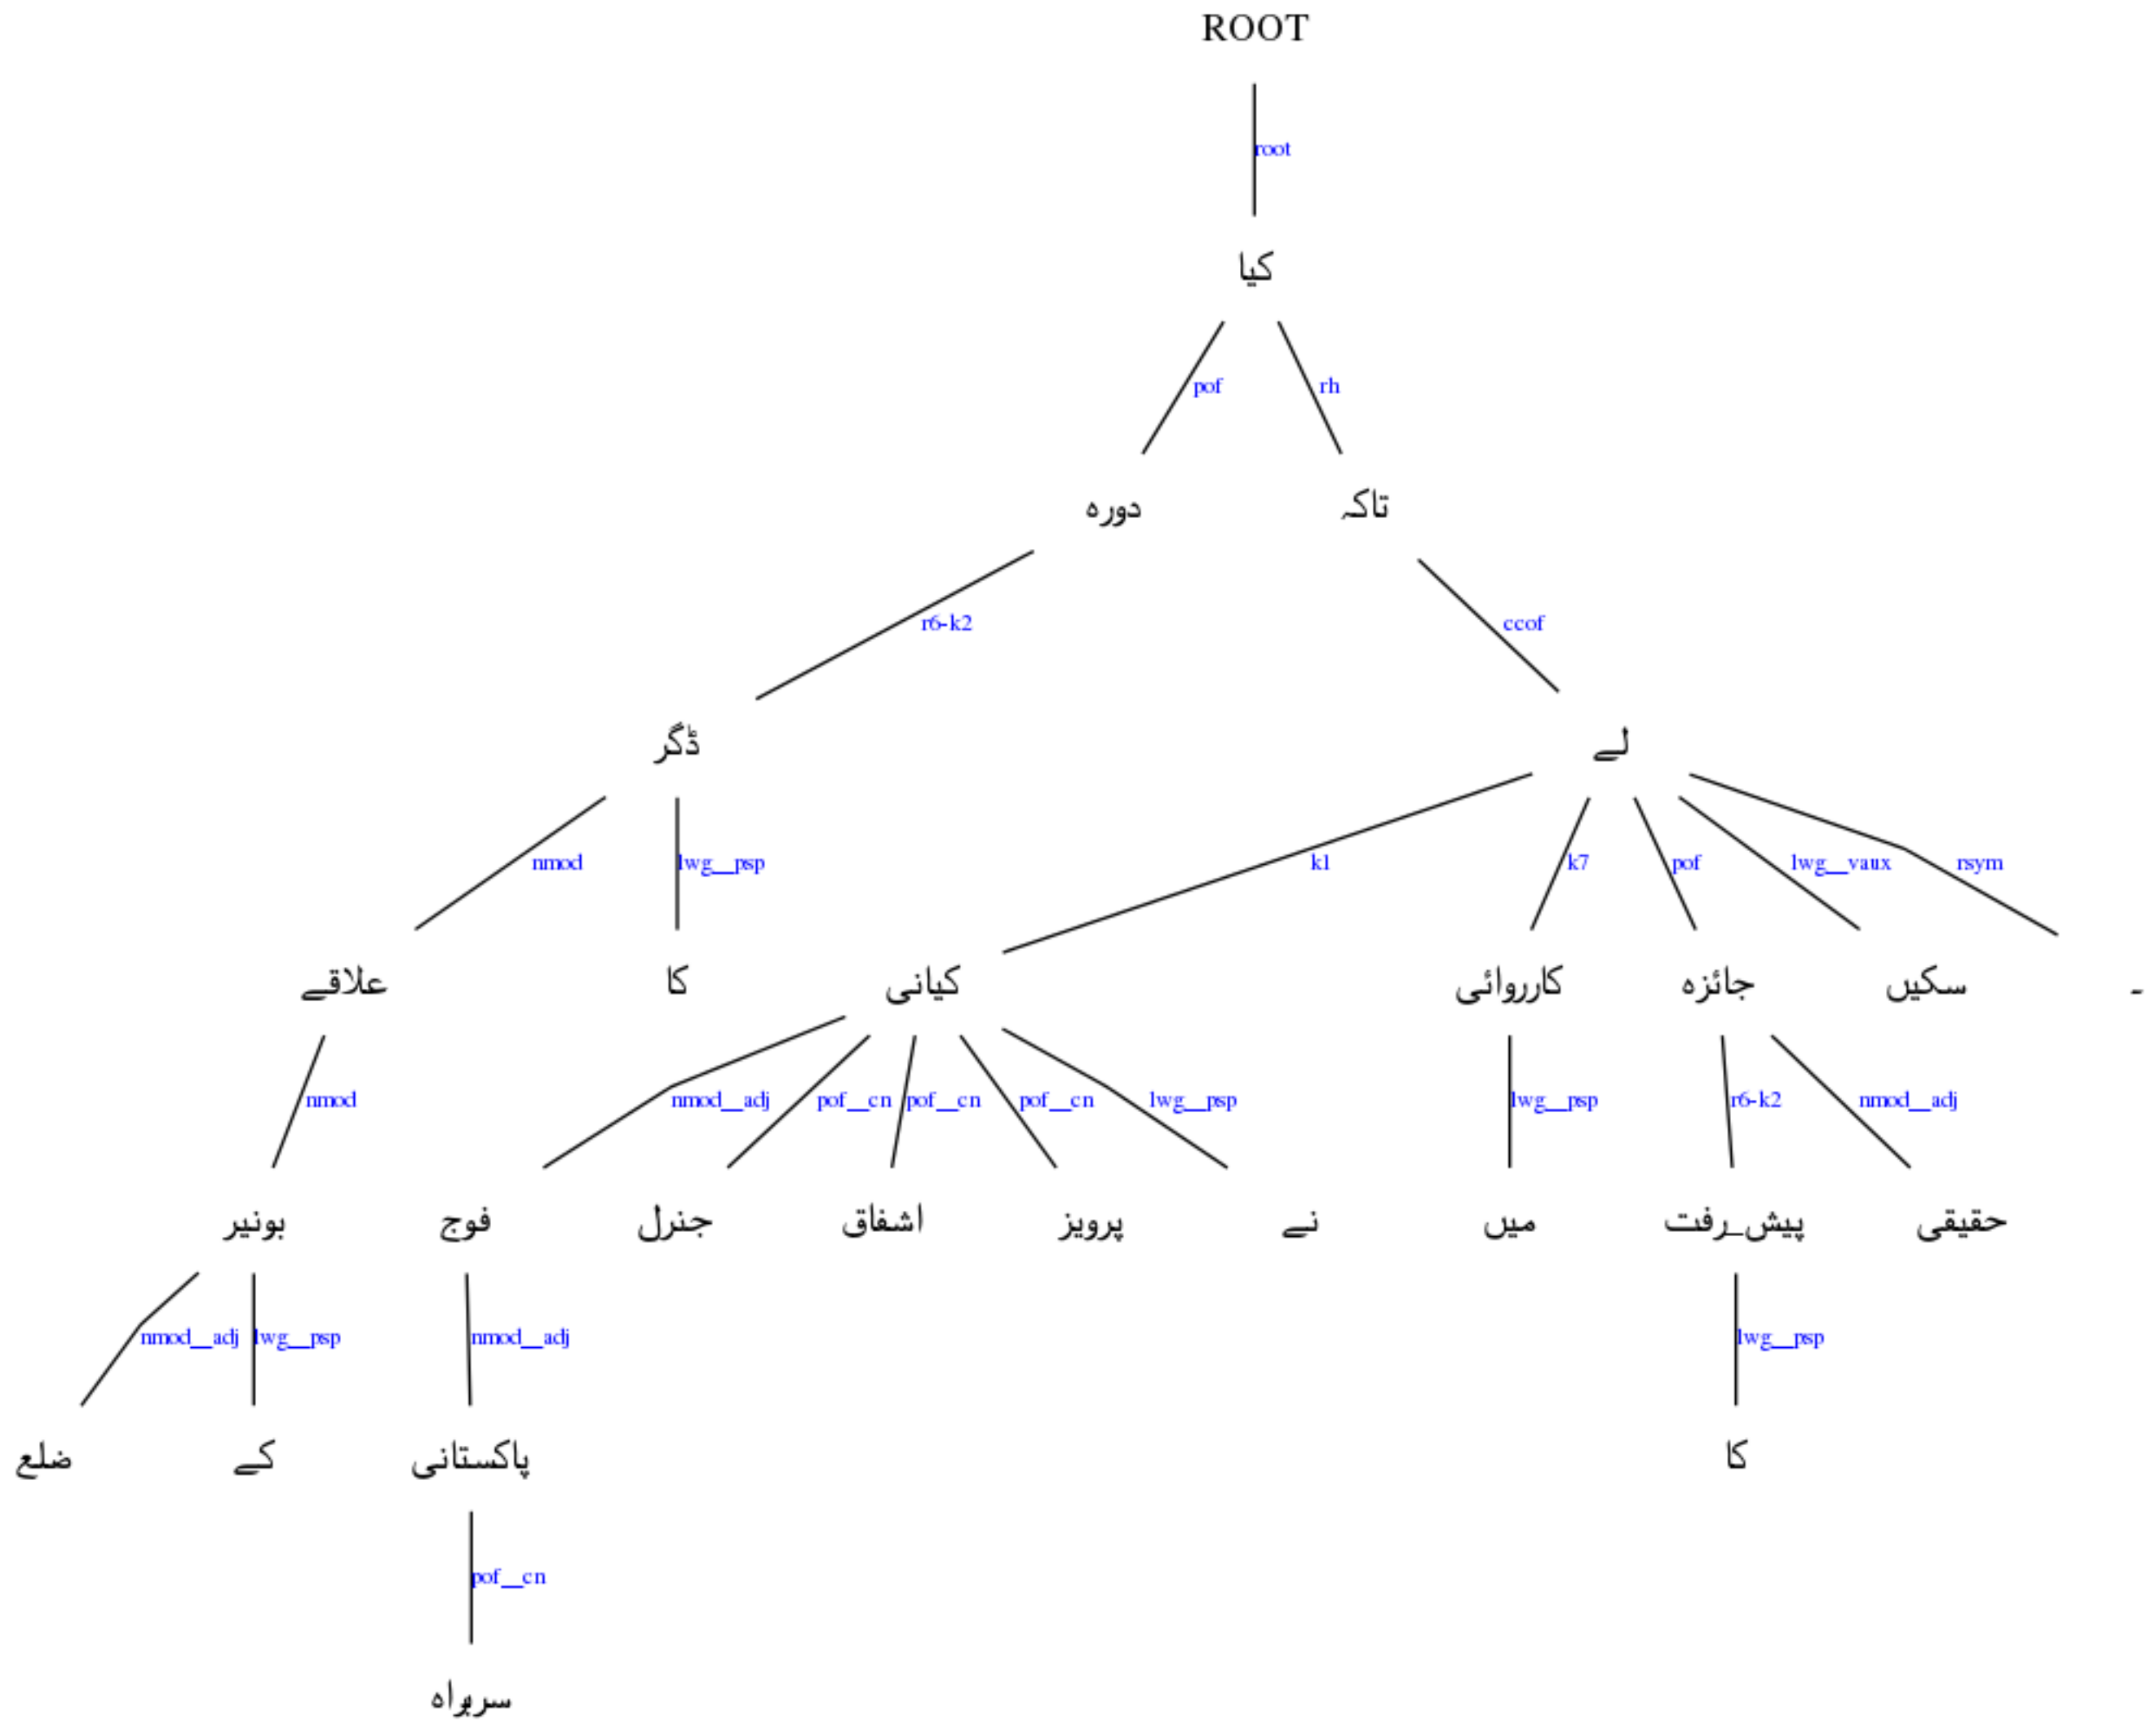 ROOT
root
کیا
pof rh
دورہ تاکہ
r6-k2 ccof
ڈگر لے
nmod lwg__psp k1 k7 pof lwg__vaux rsym
علاقے کا کیانی کارروائی جائزہ سکیں ۔
nmod nmod__adj pof__cn pof__cn pof__cn lwg__psp lwg__psp r6-k2 nmod__adj
بونیر فوج جنرل اشفاق پرویز نے میں پیش_رفت حقیقی
nmod__adj lwg__psp nmod__adj lwg__psp
ضلع کے پاکستانی کا
pof__cn
سربراہ